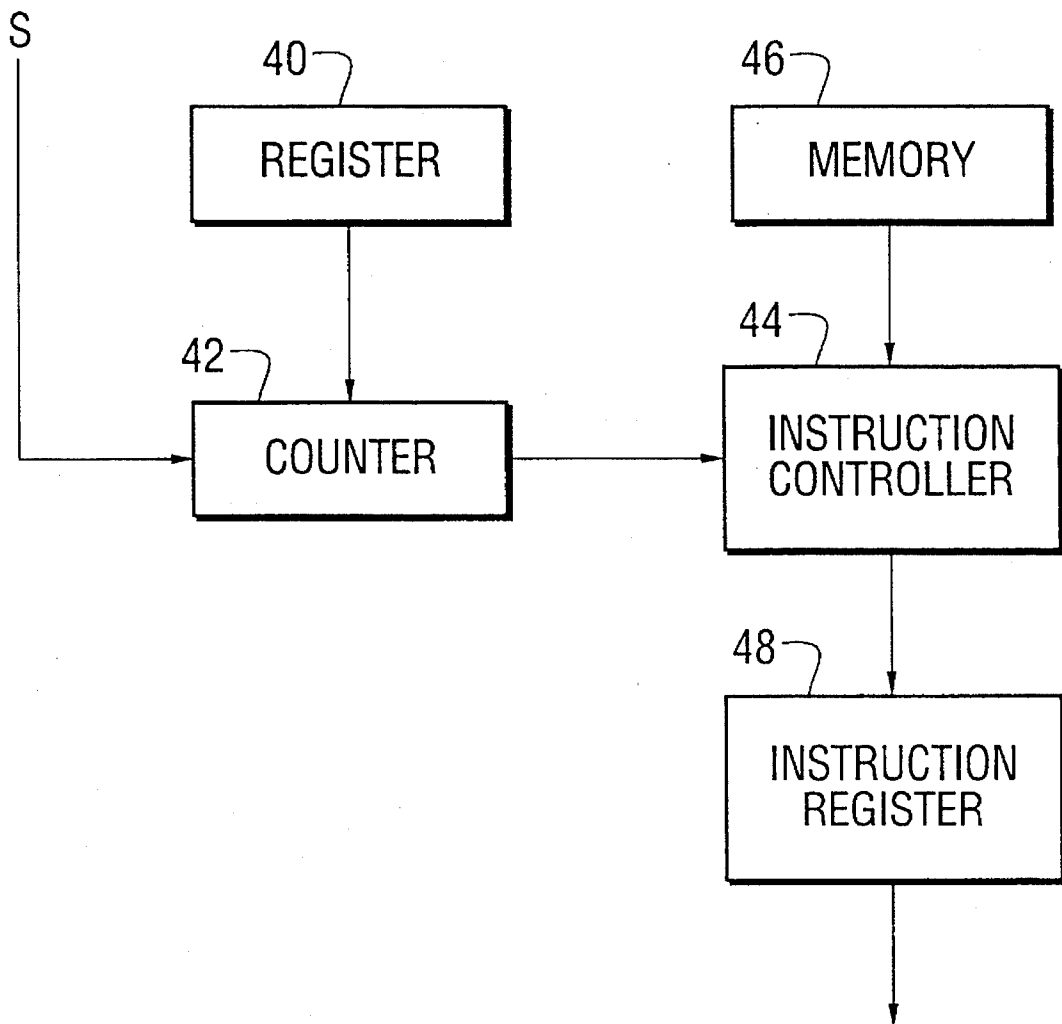 S
40
REGISTER
46
MEMORY
42
COUNTER
44
INSTRUCTION
CONTROLLER
48
INSTRUCTION
REGISTER